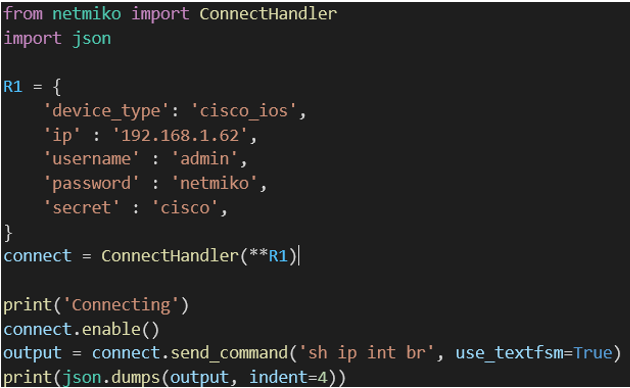 from netmiko import ConnectHandler
import json
R1 = {
    'device_type': 'cisco_ios',
    'ip' : '192.168.1.62',
    'username' : 'admin',
    'password' : 'netmiko',
    'secret' : 'cisco',
}
connect = ConnectHandler(**R1)
print('Connecting')
connect.enable()
output = connect.send_command('sh ip int br', use_textfsm=True)
print(json.dumps(output, indent=4))